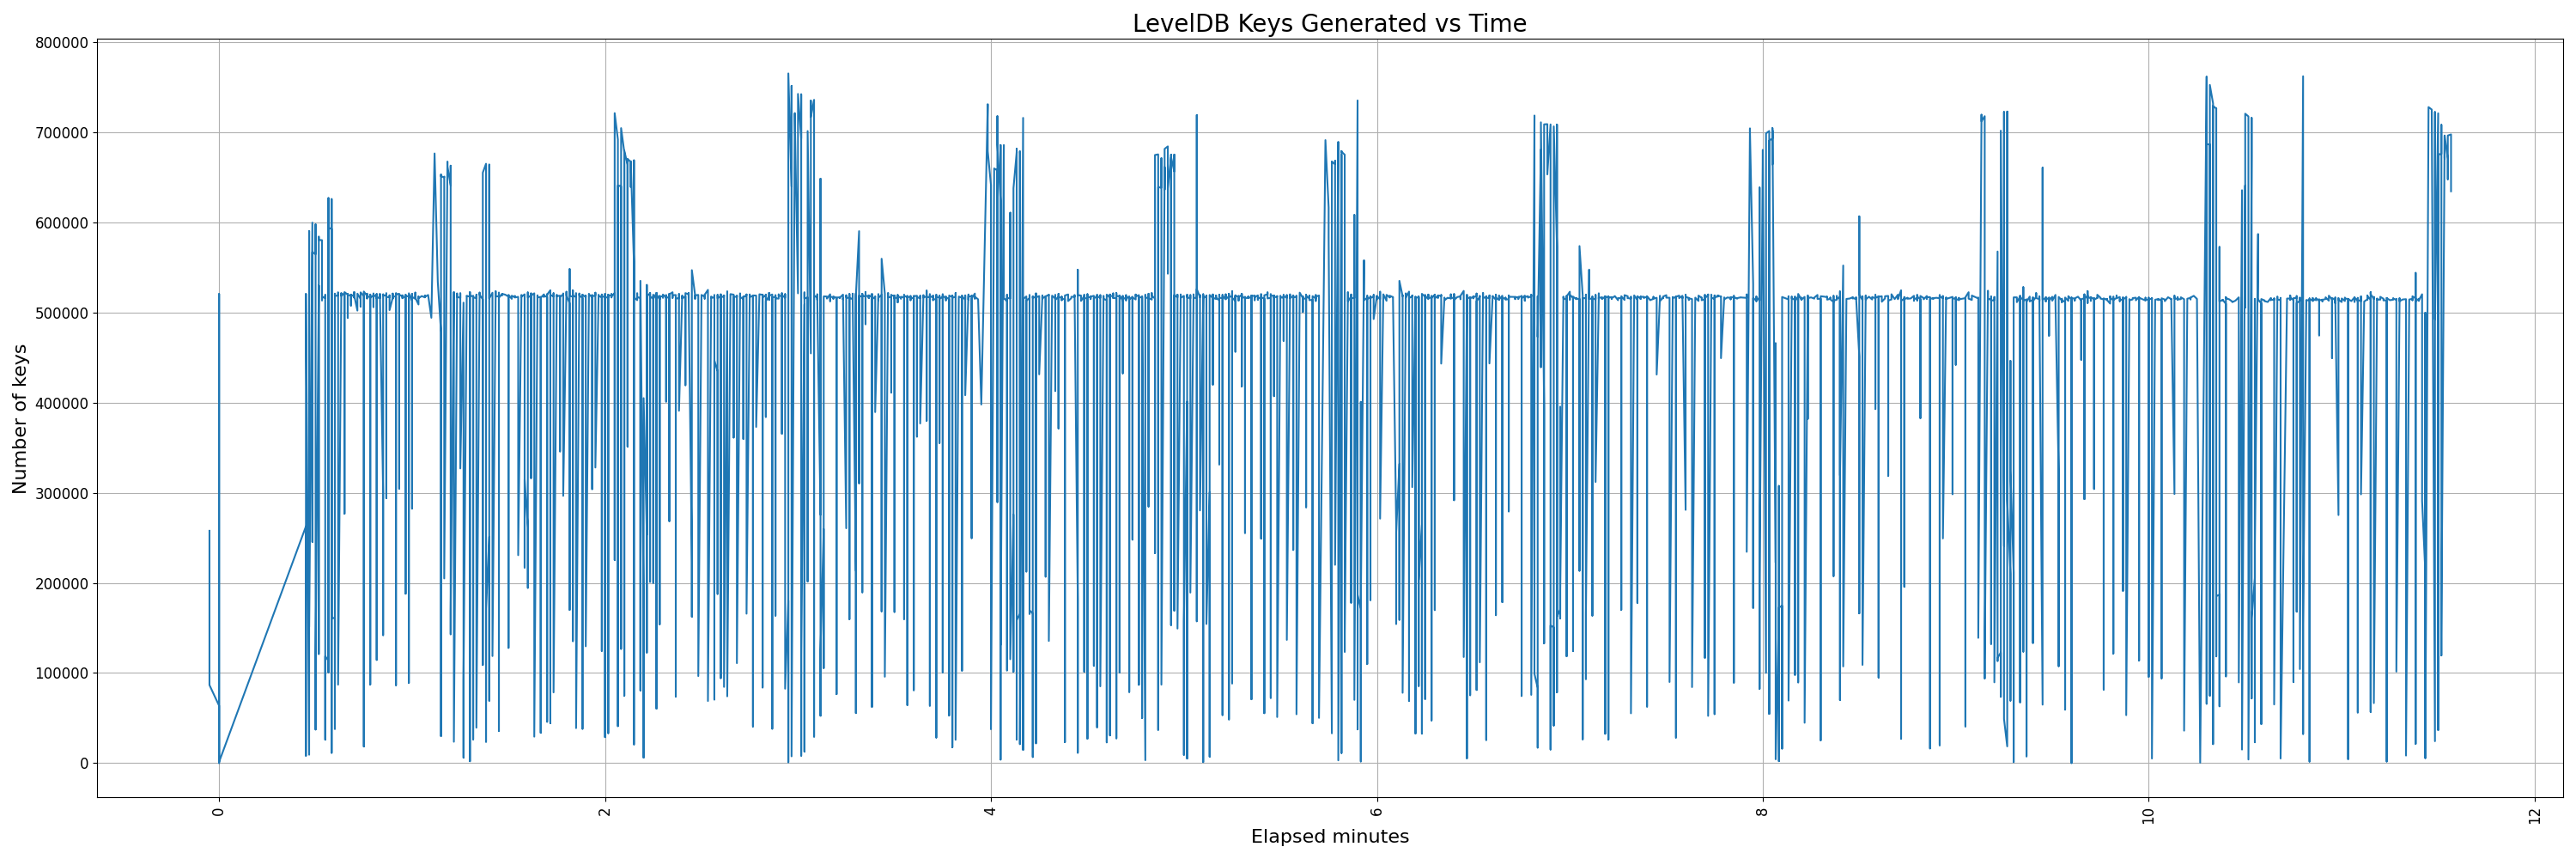 LevelDB Keys Generated vs Time
800000
700000
600000
500000
400000
300000
200000
100000
0
Number of keys
0 2 4 6 8 10 12
Elapsed minutes